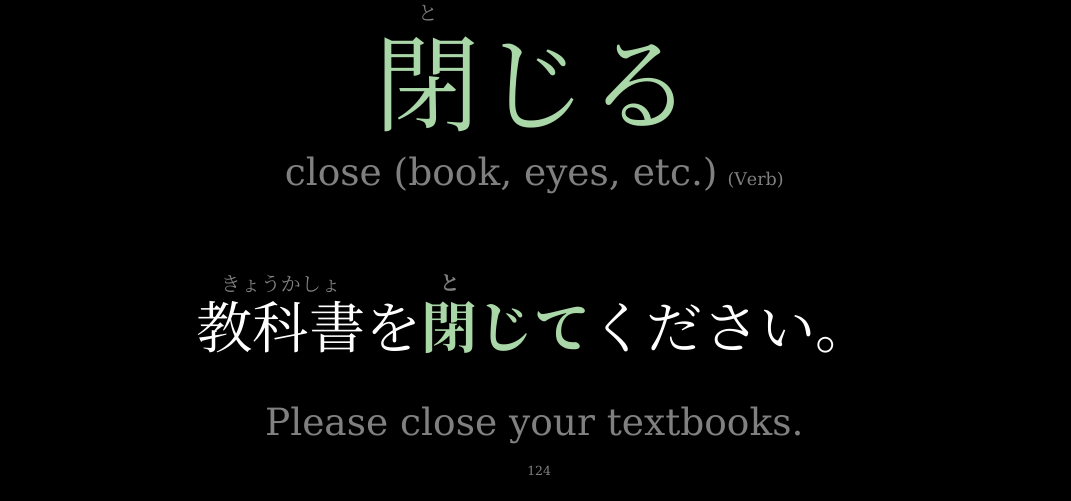 と
閉じる
close (book, eyes, etc.) (Verb)
きょうかしょ と
教科書を閉じてください。
Please close your textbooks.
124